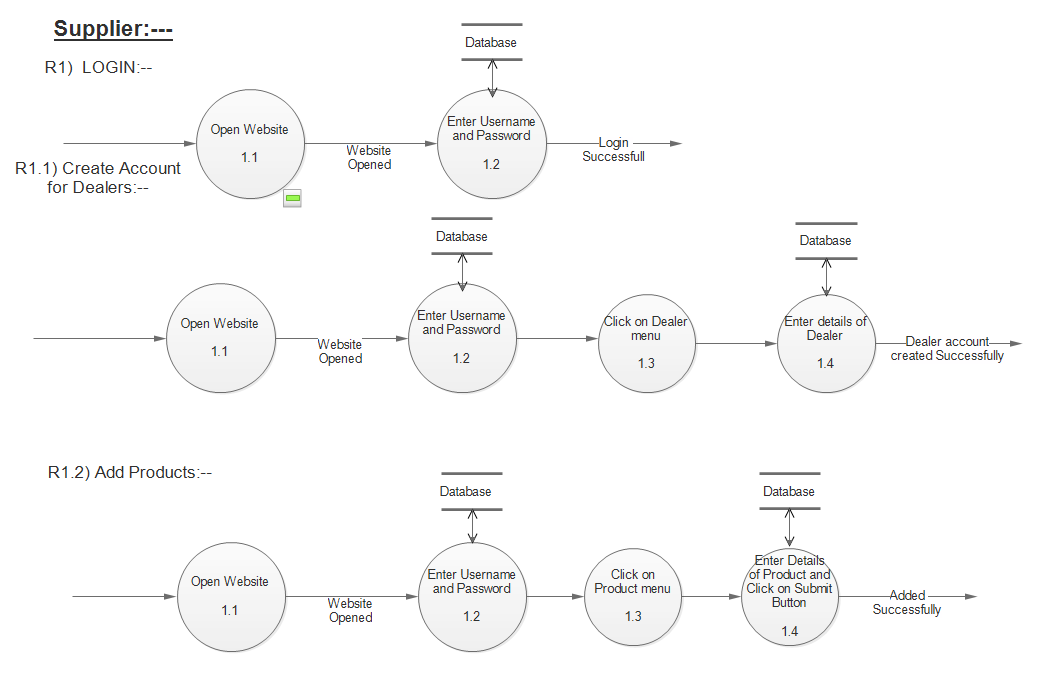 Supplier:---
R1)  LOGIN:--
Database
Open Website
1.1
Website
Opened
Enter Username
and Password
1.2
Login
Successfull
R1.1) Create Account
for Dealers:--
Database
Database
Open Website
1.1
Website
Opened
Enter Username
and Password
1.2
Click on Dealer
menu
1.3
Enter details of
Dealer
1.4
Dealer account
created Successfully
R1.2) Add Products:--
Database
Database
Open Website
1.1
Website
Opened
Enter Username
and Password
1.2
Click on
Product menu
1.3
Enter Details
of Product and
Click on Submit
Button
1.4
Added
Successfully